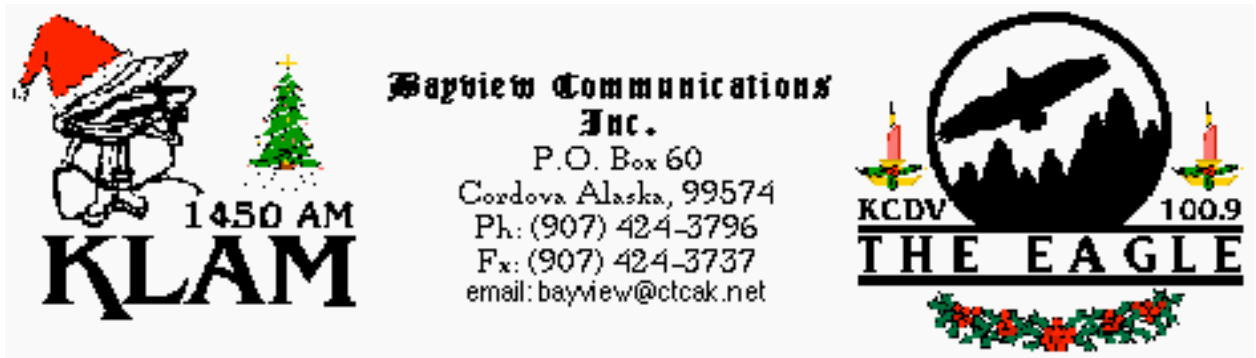 1450 AM
KLAM
Bayview Communications
Inc.
P.O. Box 60
Cordova Alaska, 99574
Ph: (907) 424-3796
Fx: (907) 424-3737
email: bayview@ctcak.net
KCDV 100.9
THE EAGLE